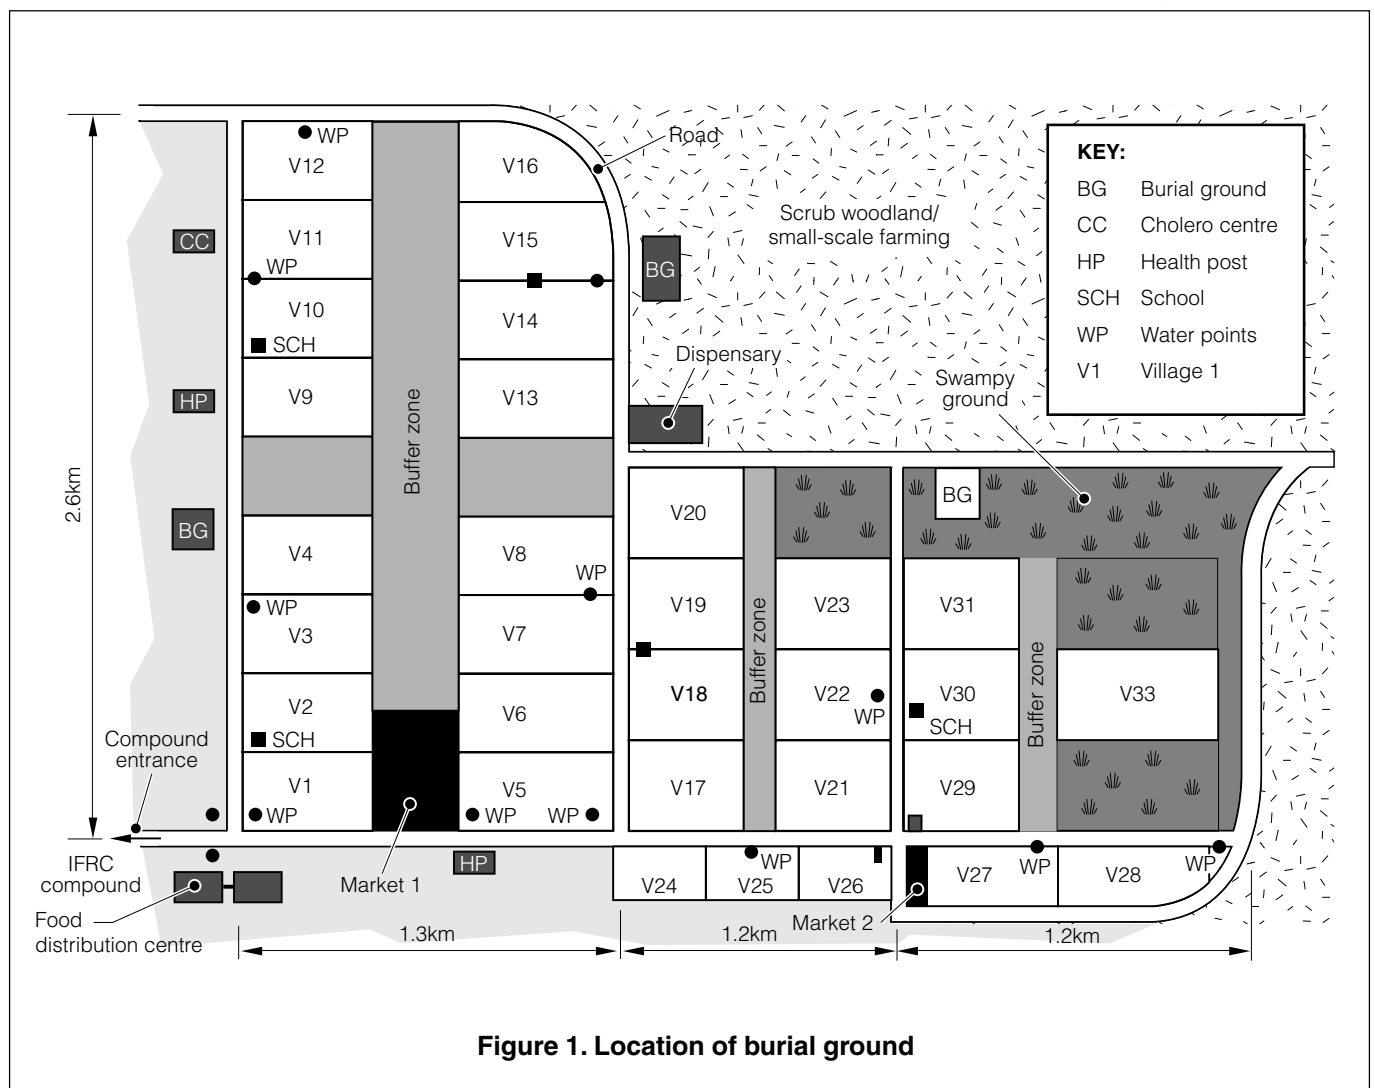 WP
V12
V16
Road
KEY:
BG Burial ground
CC Cholero centre
HP Health post
SCH School
WP Water points
V1 Village 1
Scrub woodland/
small-scale farming
CC
V11
V15
WP
BG
V10
V14
SCH
Dispensary
Swampy
ground
HP
V9
V13
Buffer zone
2.6km
BG
V20
BG
V4
V8
WP
WP
V3
V7
V19
V23
V31
Buffer zone
Buffer zone
V2
V6
V18
V22
WP
V30
SCH
V33
SCH
Compound
entrance
V1
WP
V5
WP
WP
V17
V21
V29
IFRC
compound
HP
Market 1
V24
WP
V25
V26
V27
WP
V28
WP
Food
distribution centre
Market 2
1.3km
1.2km
1.2km
Figure 1. Location of burial ground